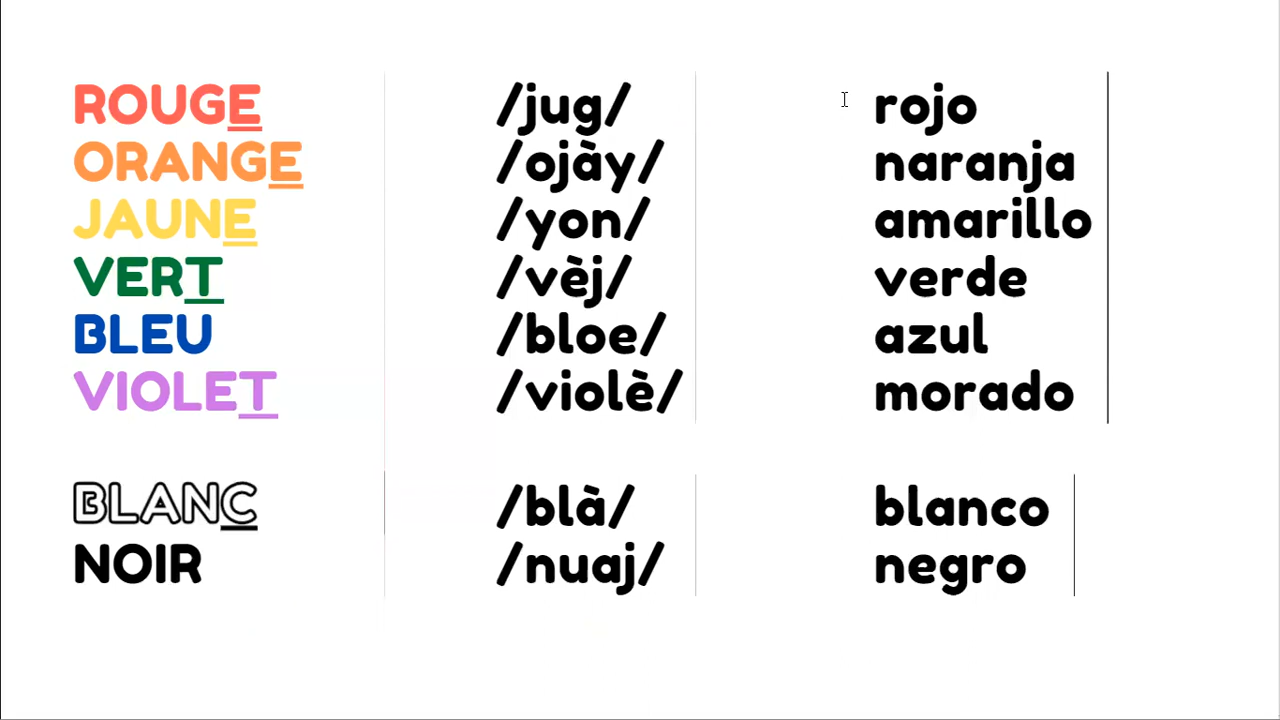 ROUGE /jug/ rojo
ORANGE /ojày/ naranja
JAUNE /yon/ amarillo
VERT /vèj/ verde
BLEU /bloe/ azul
VIOLET /violè/ morado
BLANC /blà/ blanco
NOIR /nuaj/ negro